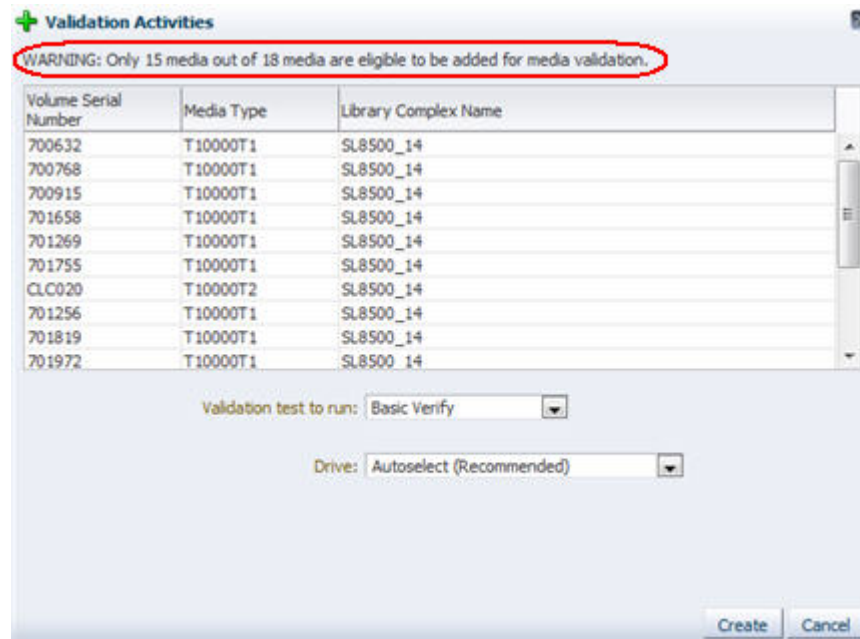 Validation Activities
WARNING: Only 15 media out of 18 media are eligible to be added for media validation.
Volume Serial Number Media Type Library Complex Name
700632 T10000T1 SL8500_14
700768 T10000T1 SL8500_14
700915 T10000T1 SL8500_14
701658 T10000T1 SL8500_14
701269 T10000T1 SL8500_14
701755 T10000T1 SL8500_14
CLC020 T10000T2 SL8500_14
701256 T10000T1 SL8500_14
701819 T10000T1 SL8500_14
701972 T10000T1 SL8500_14
Validation test to run: Basic Verify
Drive: Autoselect (Recommended)
Create Cancel